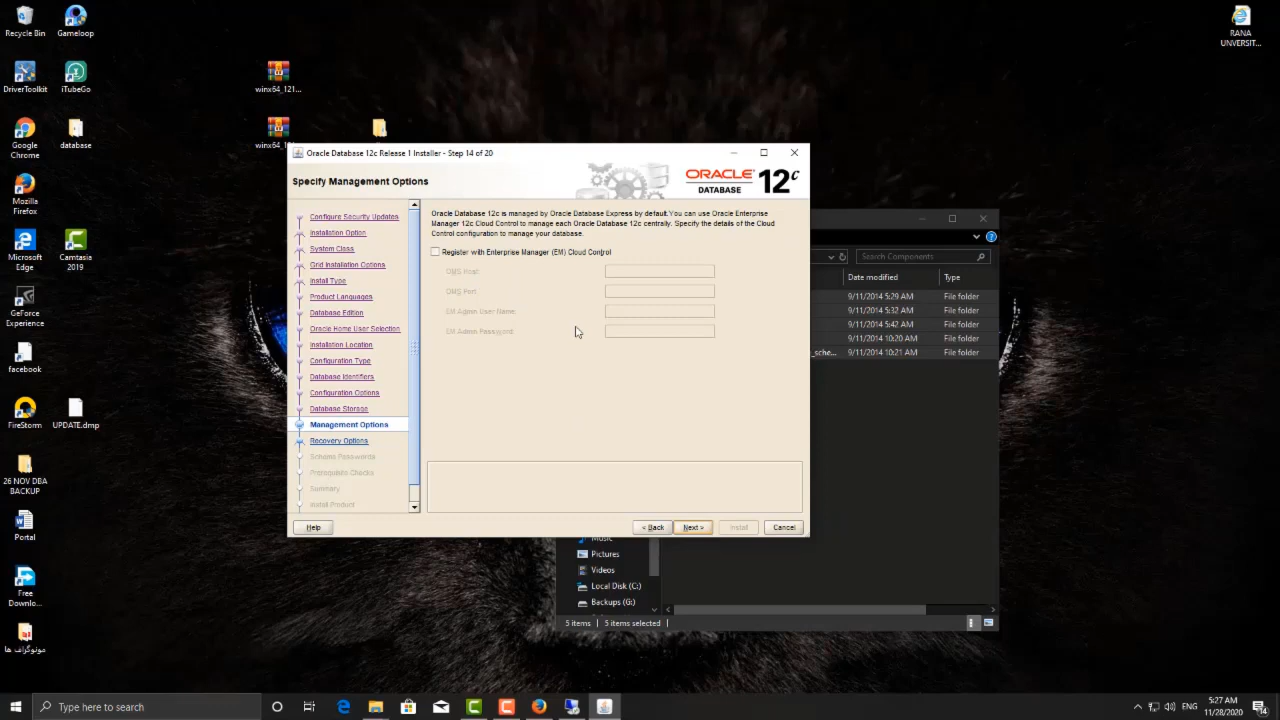 Recycle Bin
Gameloop
DriverToolkit
iTubeGo
Google
Chrome
database
Mozilla
Firefox
Microsoft
Edge
Camtasia
2019
GeForce
Experience
facebook
FireStorm
UPDATE.dmp
26 NOV DBA
BACKUP
Portal
Free
Downlo...
مونوگراف ها
winx64_121...
RANA
UNVERSIT...
Oracle Database 12c Release 1 Installer - Step 14 of 20
Specify Management Options
ORACLE
DATABASE
12c
Configure Security Updates
Installation Option
System Class
Grid Installation Options
Install Type
Product Languages
Database Edition
Oracle Home User Selection
Installation Location
Configuration Type
Database Identifiers
Configuration Options
Database Storage
Management Options
Recovery Options
Schema Passwords
Prerequisite Checks
Summary
Install Product
Oracle Database 12c is managed by Oracle Database Express by default.You can use Oracle Enterprise
Manager 12c Cloud Control to manage each Oracle Database 12c centrally. Specify the details of the Cloud
Control configuration to manage your database.
Register with Enterprise Manager (EM) Cloud Control
OMS Host:
OMS Port:
EM Admin User Name:
EM Admin Password:
Help
< Back
Next >
Install
Cancel
Search Components
Date modified
Type
9/11/2014 5:29 AM
File folder
9/11/2014 5:32 AM
File folder
9/11/2014 5:42 AM
File folder
9/11/2014 10:20 AM
File folder
_sche...
9/11/2014 10:21 AM
File folder
Music
Pictures
Videos
Local Disk (C:)
Backups (G:)
5 items
5 items selected
Type here to search
ENG
5:27 AM
11/28/2020
14